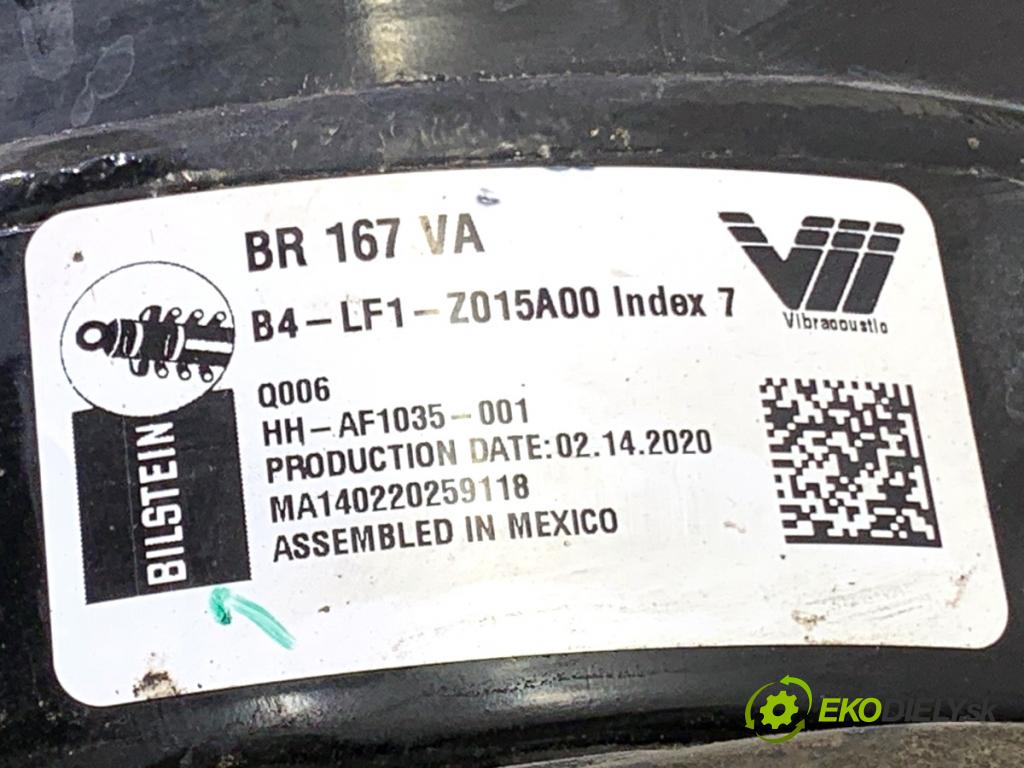 BR 167 VA
B4-LF1-Z015A00 Index 7
Vibracoustic
BILSTEIN
Q006
HH-AF1035-001
PRODUCTION DATE:02.14.2020
MA140220259118
ASSEMBLED IN MEXICO
EKODIELY.SK